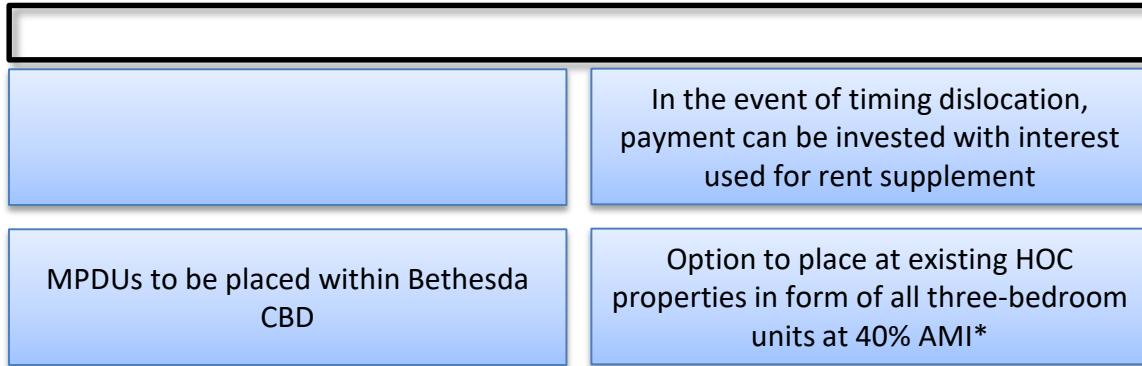 In the event of timing dislocation,
payment can be invested with interest
used for rent supplement
MPDUs to be placed within Bethesda
CBD
Option to place at existing HOC
properties in form of all three-bedroom
units at 40% AMI*